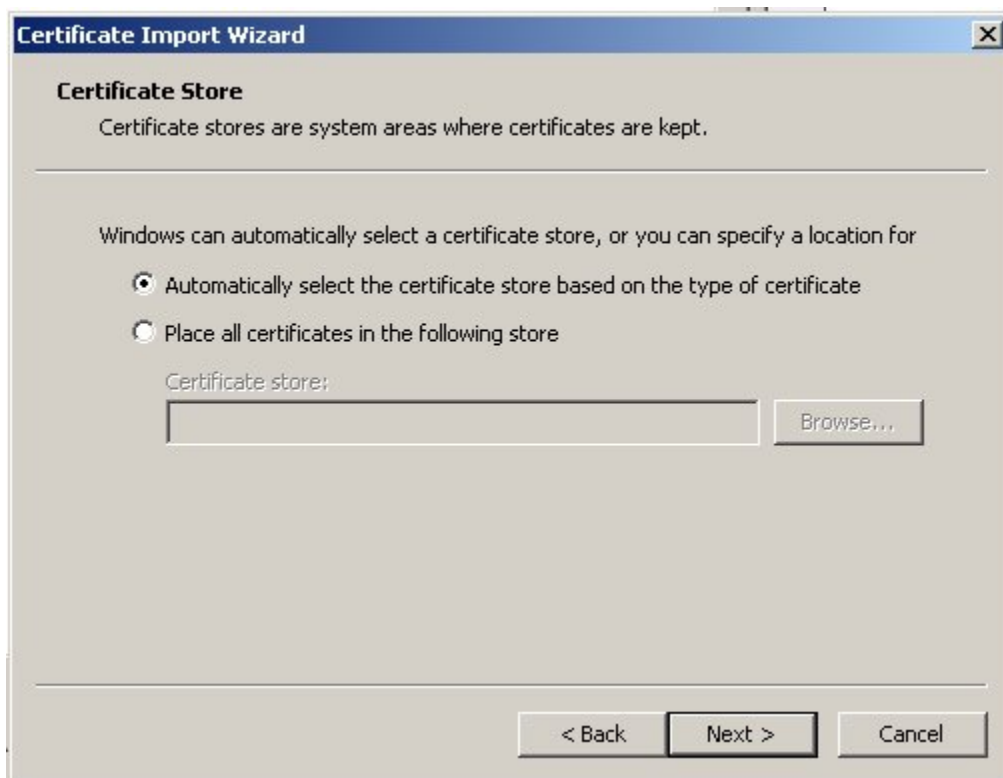 Certificate Import Wizard
Certificate Store
Certificate stores are system areas where certificates are kept.
Windows can automatically select a certificate store, or you can specify a location for
Automatically select the certificate store based on the type of certificate
Place all certificates in the following store
Certificate store:
Browse...
< Back
Next >
Cancel